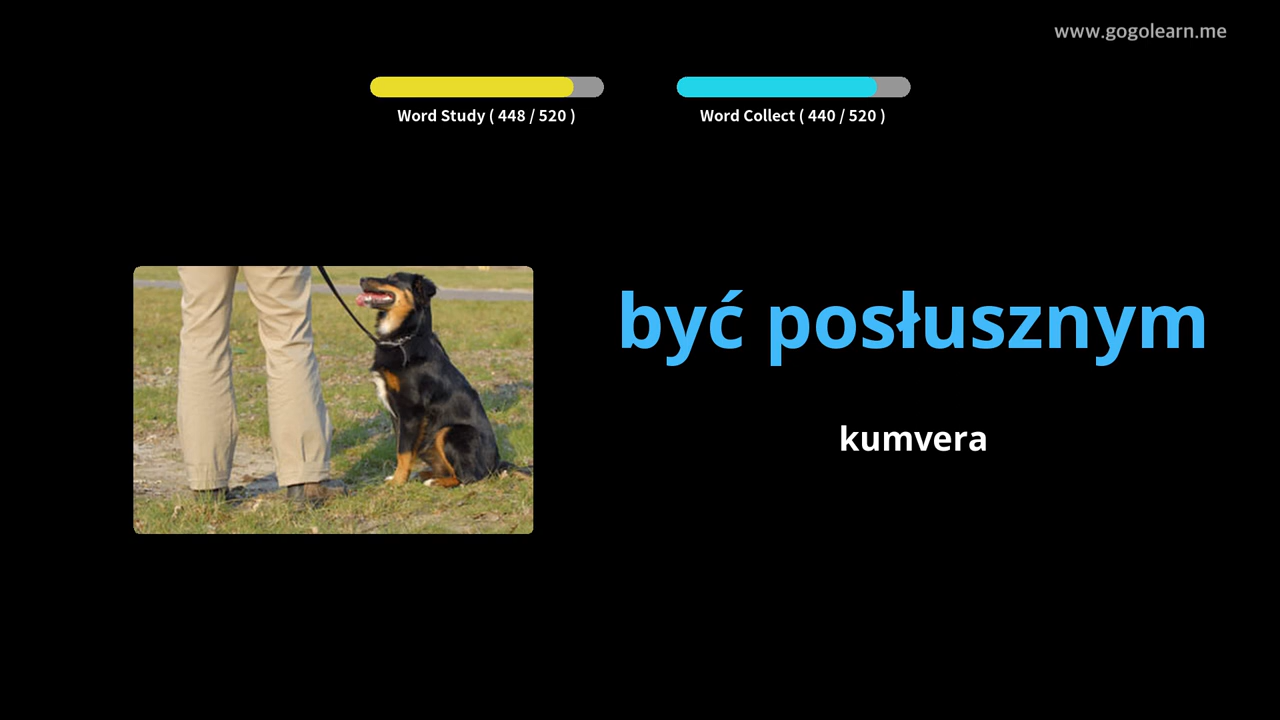 www.gogolearn.me
Word Study ( 448 / 520 )
Word Collect ( 440 / 520 )
być posłusznym
kumvera